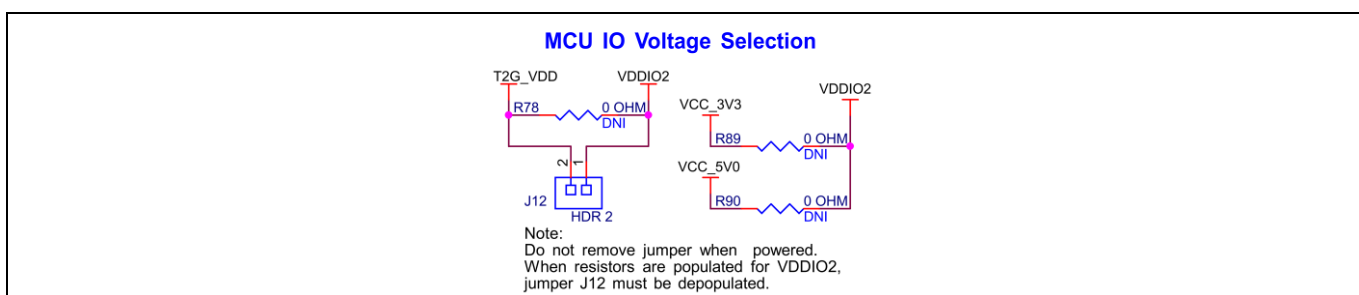 MCU IO Voltage Selection
T2G_VDD VDDIO2
R78 0 OHM
DNI
2 1
J12
HDR 2
VDDIO2
VCC_3V3
R89 0 OHM
DNI
VCC_5V0
R90 0 OHM
DNI
Note:
Do not remove jumper when powered.
When resistors are populated for VDDIO2,
jumper J12 must be depopulated.